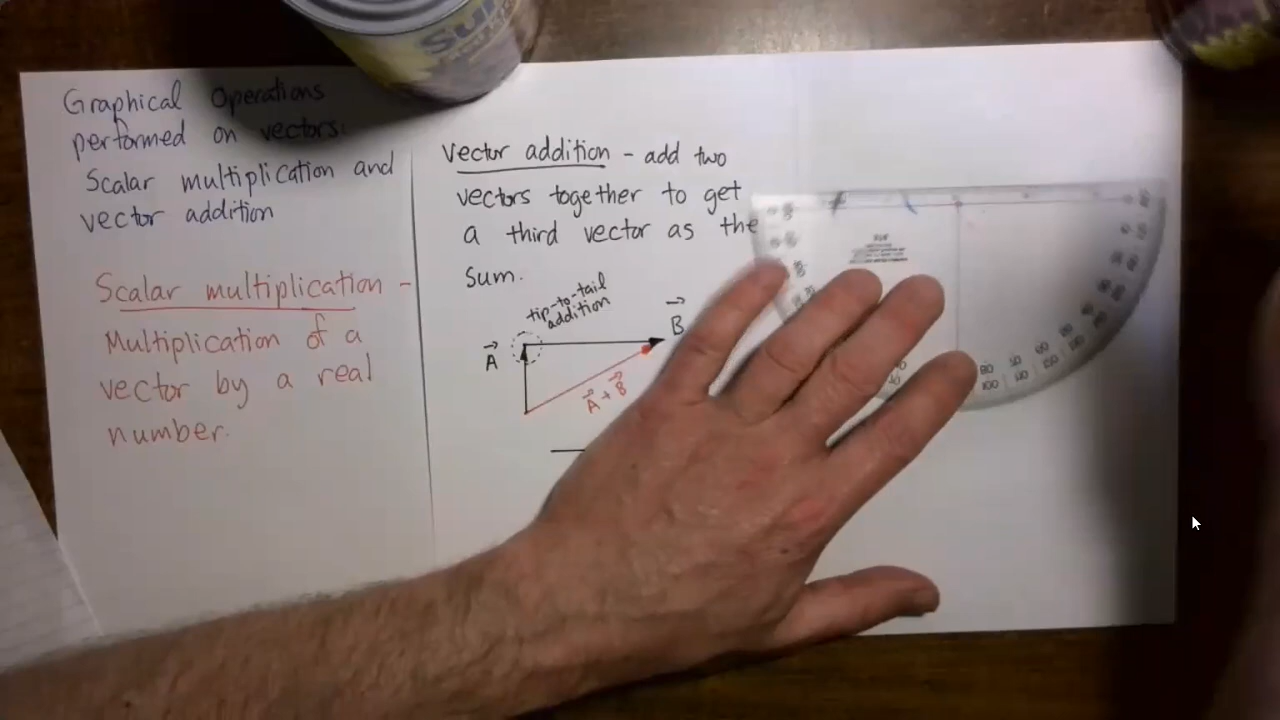 Graphical Operations
performed on vectors:
Scalar multiplication and
vector addition
Scalar multiplication -
Multiplication of a
vector by a real
number.
vector addition - add two
vectors together to get
a third vector as the
Sum.
tip-to-tail
addition
A
B
A + B